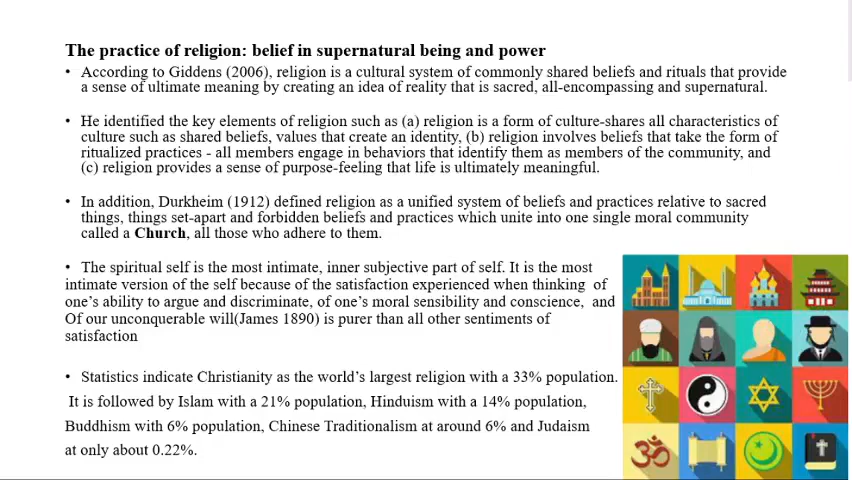 The practice of religion: belief in supernatural being and power
• According to Giddens (2006), religion is a cultural system of commonly shared beliefs and rituals that provide
a sense of ultimate meaning by creating an idea of reality that is sacred, all-encompassing and supernatural.
• He identified the key elements of religion such as (a) religion is a form of culture-shares all characteristics of
culture such as shared beliefs, values that create an identity, (b) religion involves beliefs that take the form of
ritualized practices - all members engage in behaviors that identify them as members of the community, and
(c) religion provides a sense of purpose-feeling that life is ultimately meaningful.
• In addition, Durkheim (1912) defined religion as a unified system of beliefs and practices relative to sacred
things, things set-apart and forbidden beliefs and practices which unite into one single moral community
called a Church, all those who adhere to them.
• The spiritual self is the most intimate, inner subjective part of self. It is the most
intimate version of the self because of the satisfaction experienced when thinking of
one’s ability to argue and discriminate, of one’s moral sensibility and conscience, and
Of our unconquerable will(James 1890) is purer than all other sentiments of
satisfaction
• Statistics indicate Christianity as the world’s largest religion with a 33% population.
It is followed by Islam with a 21% population, Hinduism with a 14% population,
Buddhism with 6% population, Chinese Traditionalism at around 6% and Judaism
at only about 0.22%.
ॐ